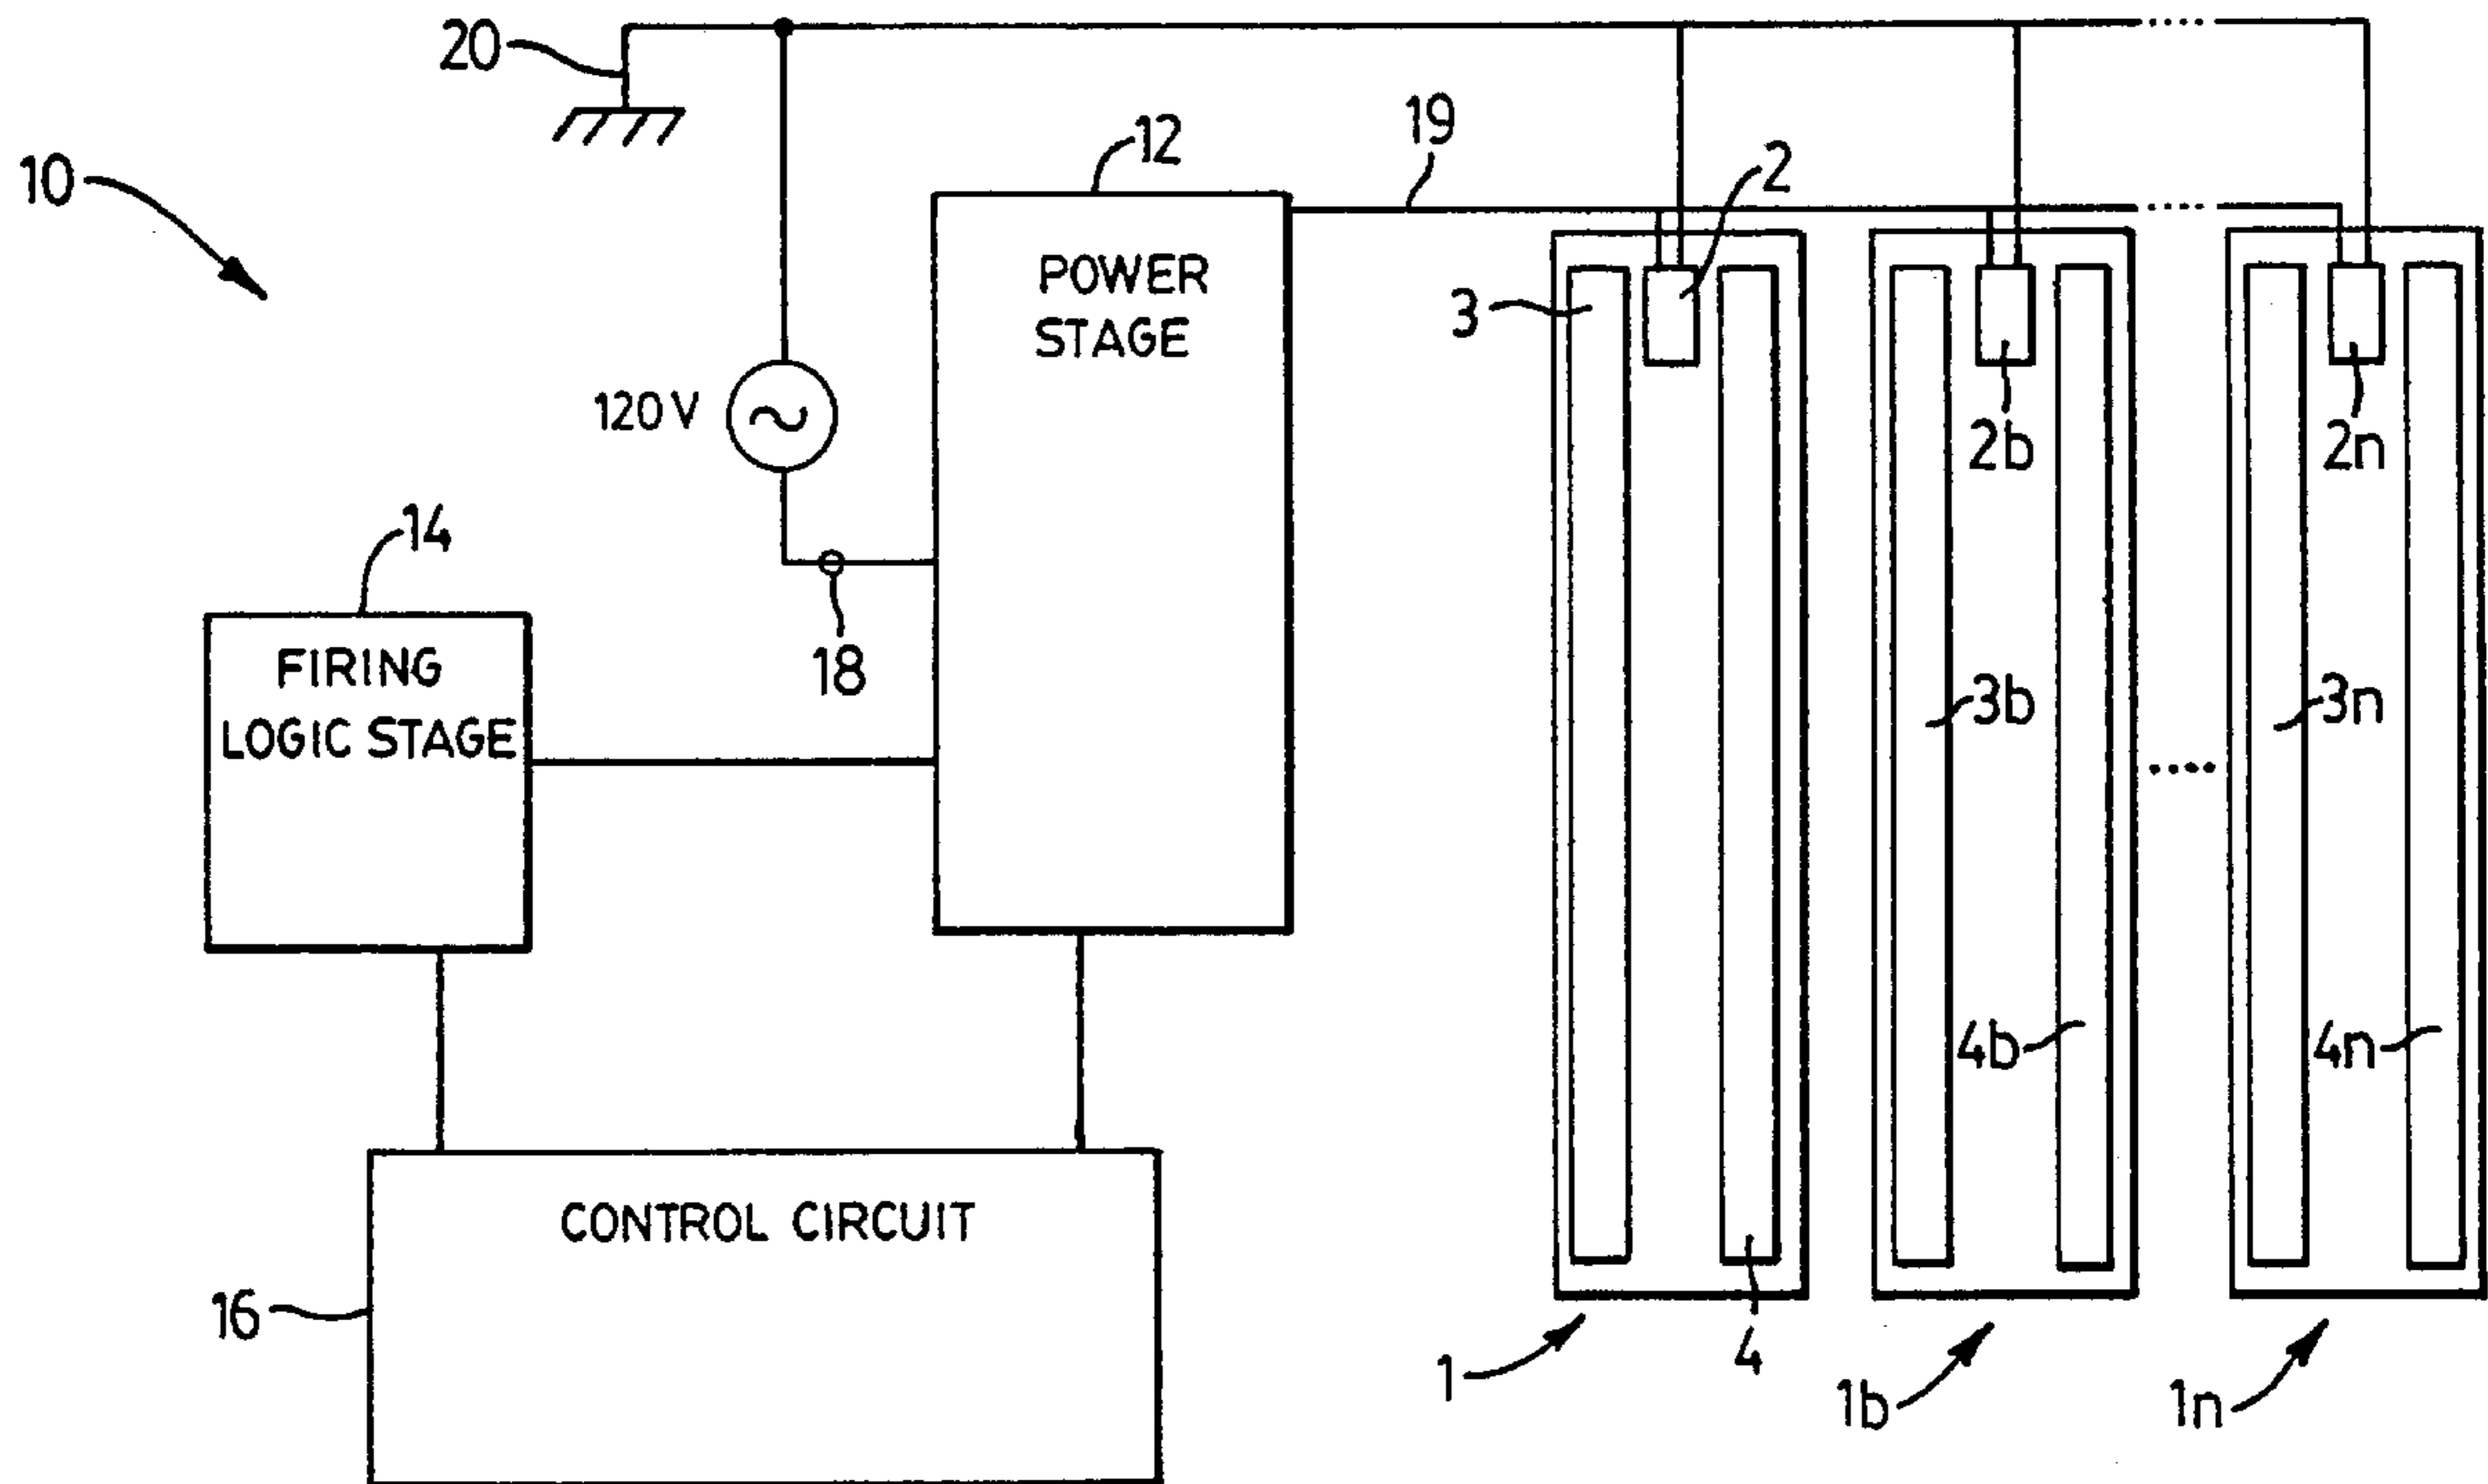 20
10
12
19
2
POWER
STAGE
3
120 V
2b
2n
14
18
FIRING
LOGIC STAGE
3b
3n
4b
4n
CONTROL CIRCUIT
16
1
4
1b
1n